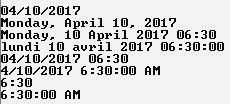 04/10/2017
Monday, April 10, 2017
Monday, 10 April 2017 06:30
lundi 10 avril 2017 06:30:00
04/10/2017 06:30
4/10/2017 6:30:00 AM
6:30
6:30:00 AM